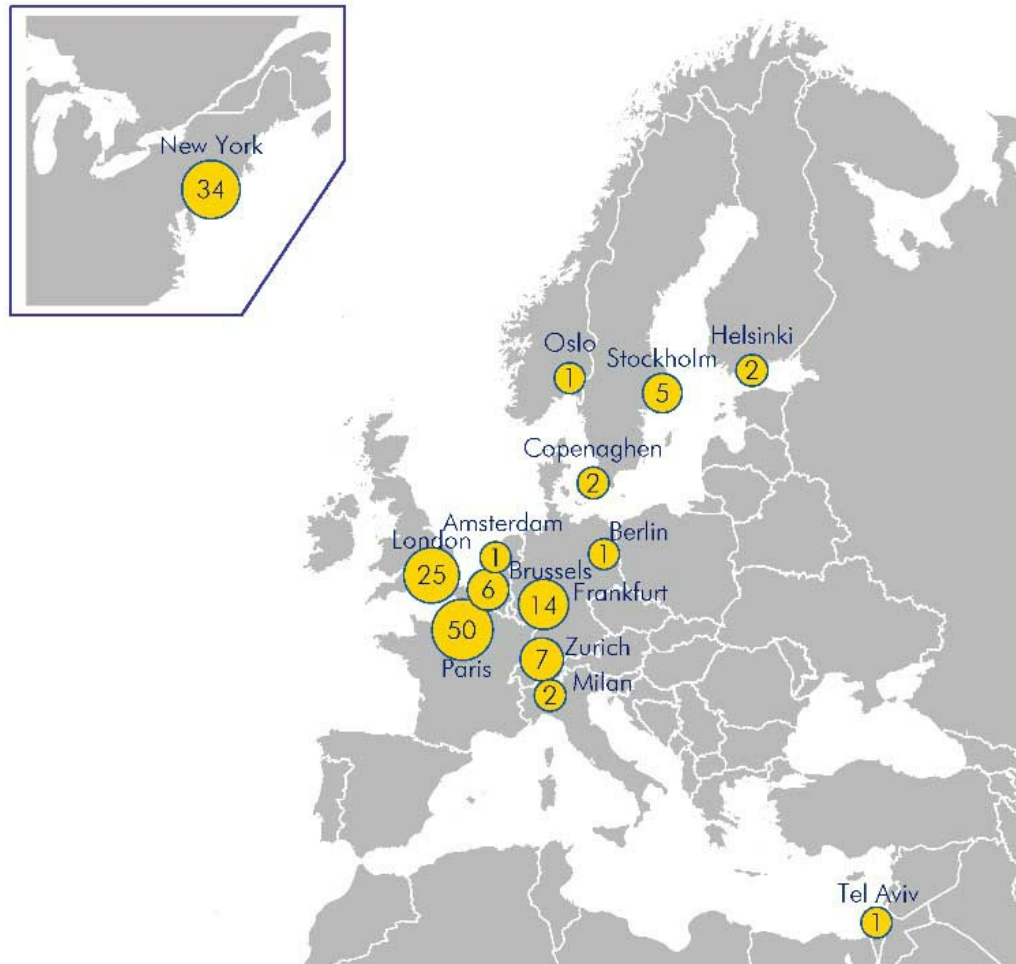 New York
34
Oslo
1
Stockholm
5
Helsinki
2
Copenaghen
2
Amsterdam
1
London
25
Brussels
6
Berlin
1
Frankfurt
14
50
Paris
Zurich
7
Milan
2
Tel Aviv
1